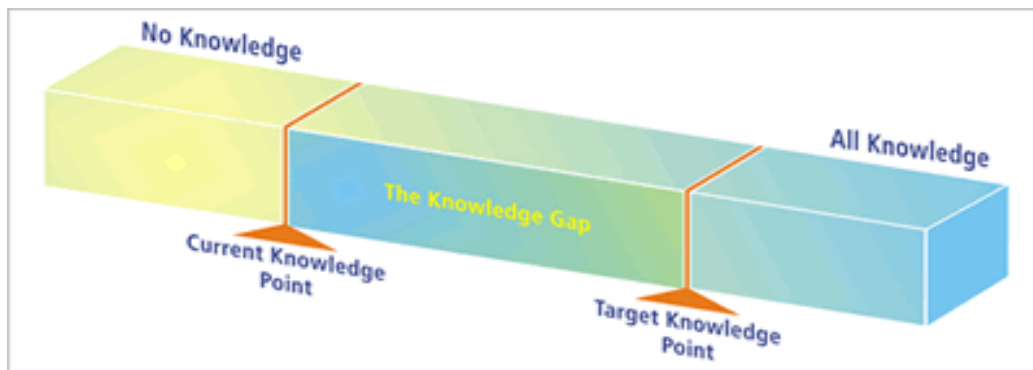 No Knowledge
All Knowledge
The Knowledge Gap
Current Knowledge
Point
Target Knowledge
Point